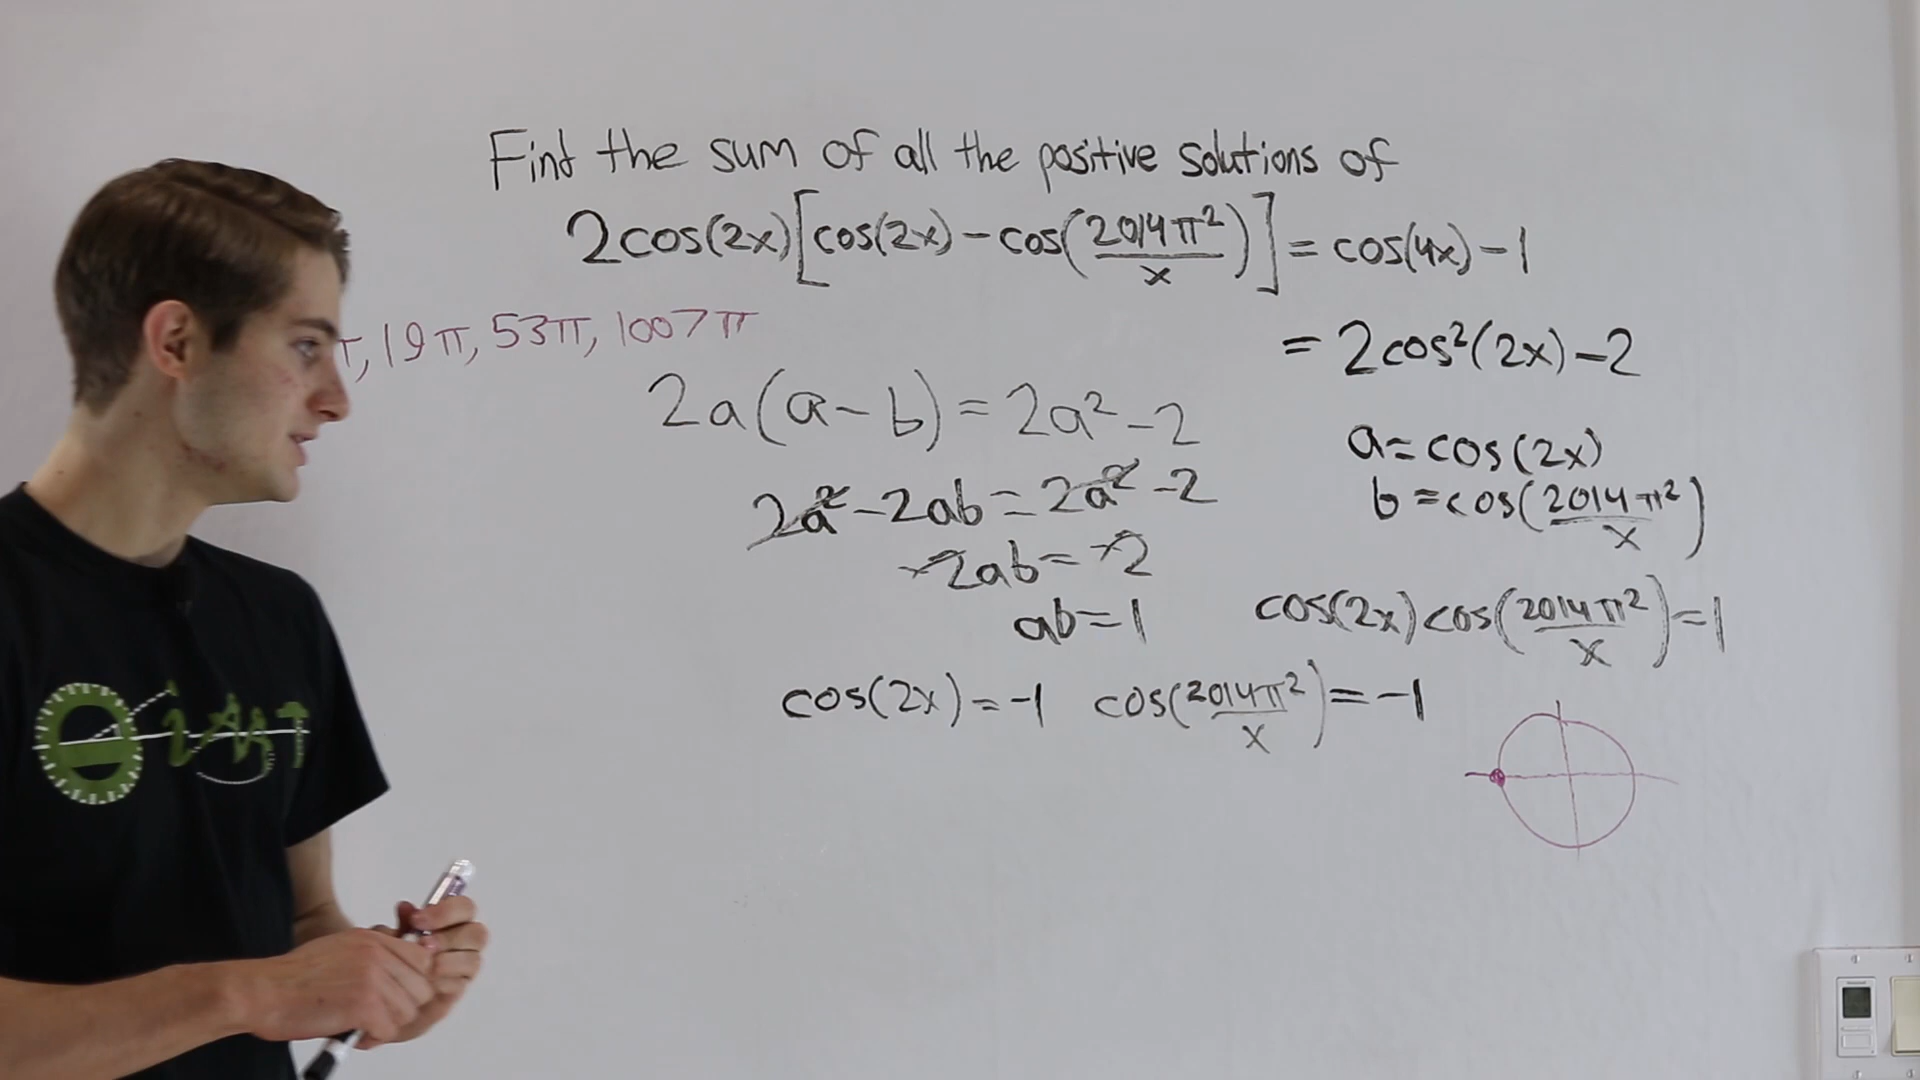 Find the sum of all the positive solutions of
2cos(2x)[cos(2x)-cos(2014π²/x)]=cos(4x)-1
, 19π, 53π, 1007π
=2cos²(2x)-2
2a(a-b)=2a²-2
a=cos(2x)
2a²-2ab=2a²-2
b=cos(2014π²/x)
-2ab=-2
ab=1
cos(2x)cos(2014π²/x)=1
cos(2x)=-1 cos(2014π²/x)=-1